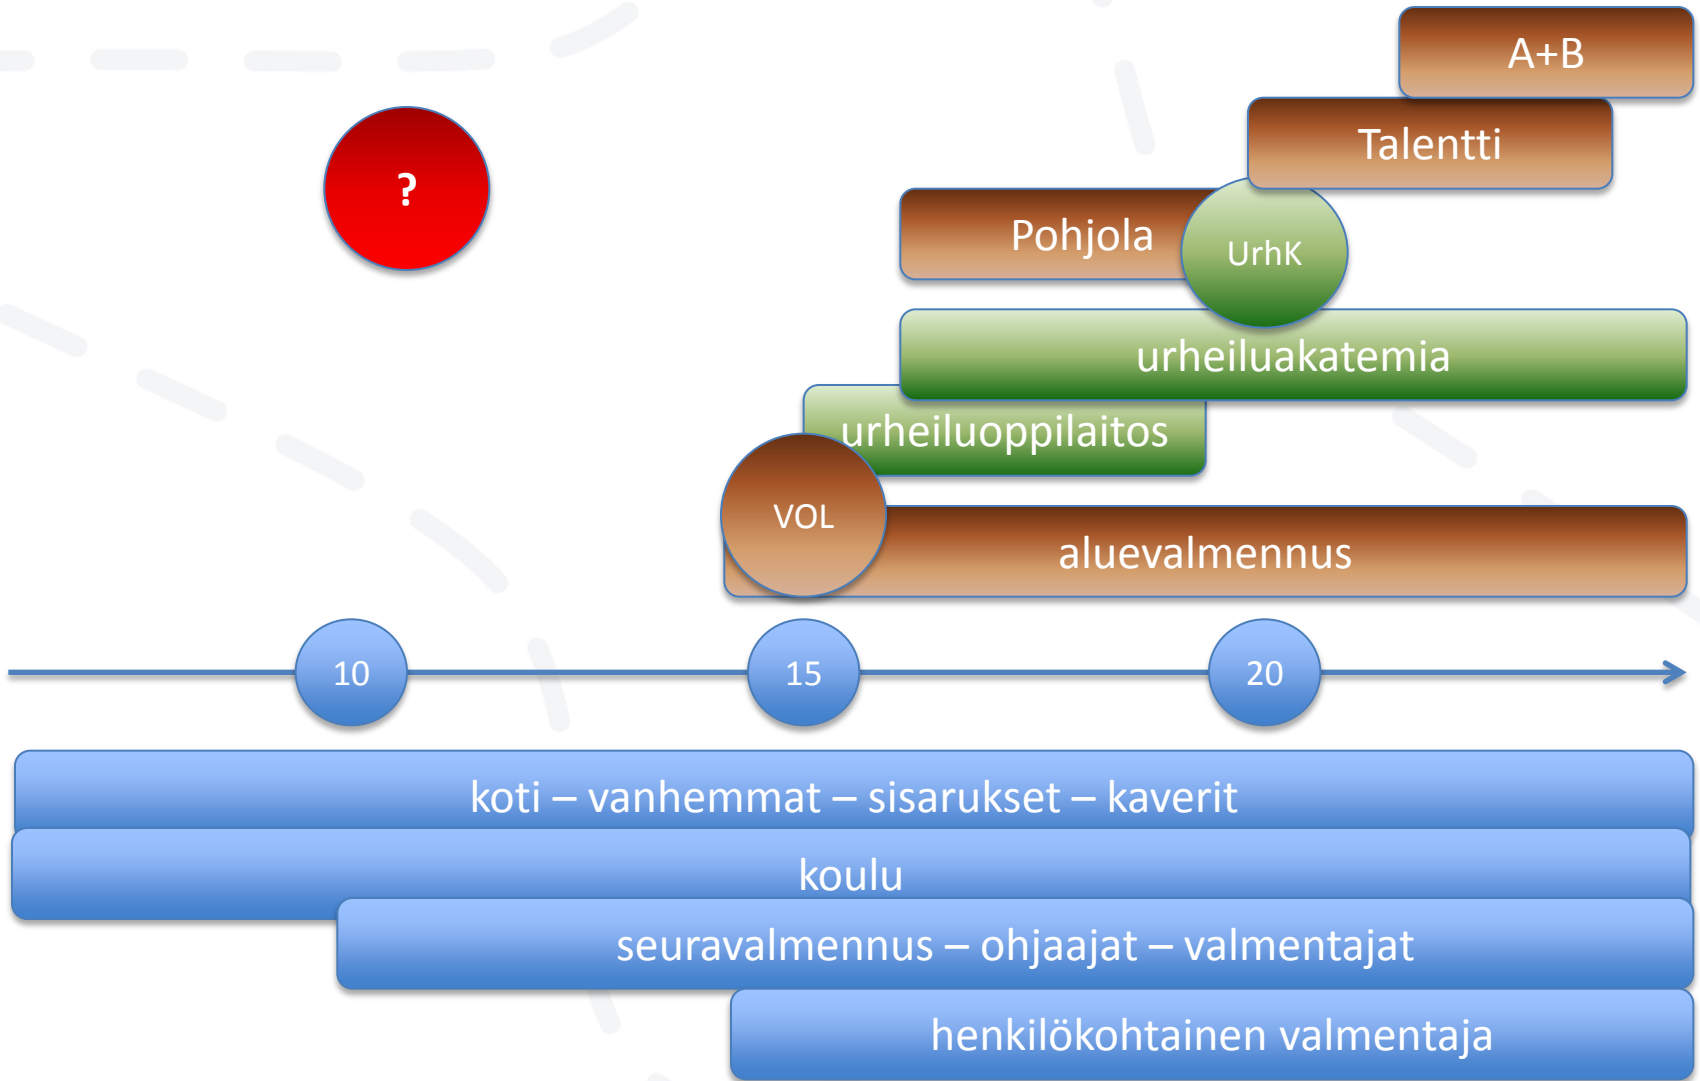 A+B
Talentti
?
Pohjola
UrhK
urheiluakatemia
urheiluoppilaitos
VOL
aluevalmennus
10
15
20
koti – vanhemmat – sisarukset – kaverit
koulu
seuravalmennus – ohjaajat – valmentajat
henkilökohtainen valmentaja